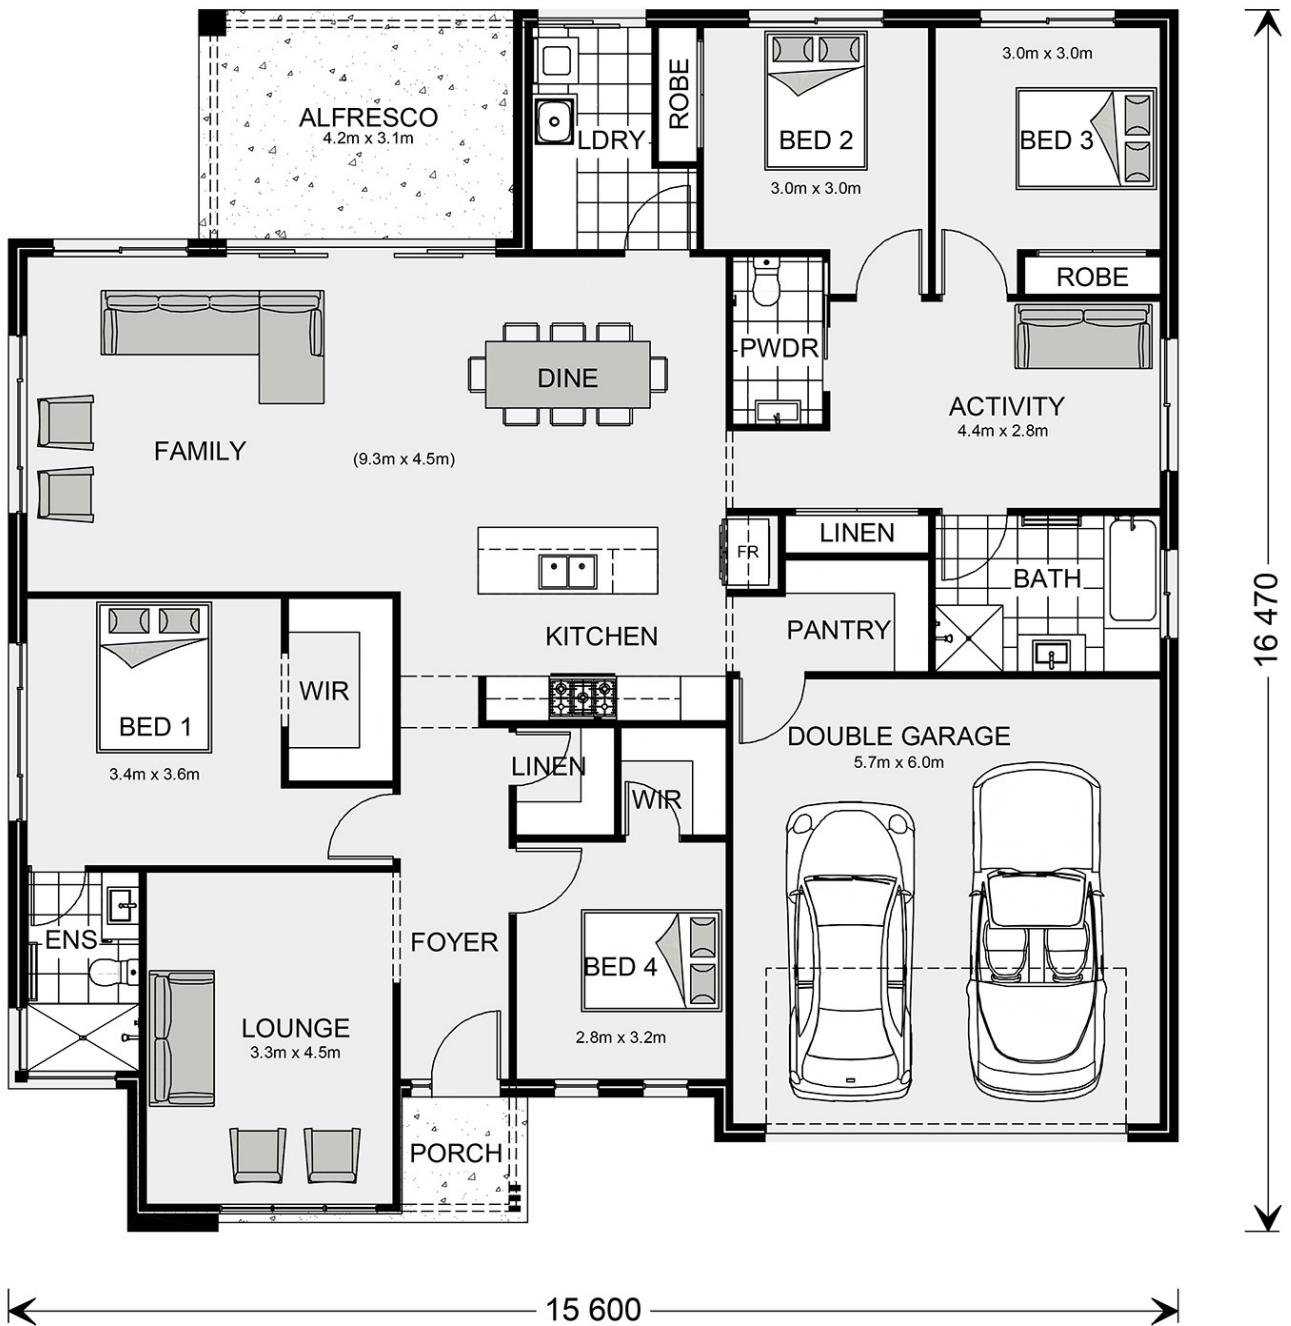 ALFRESCO
4.2m x 3.1m
LDRY
ROBE
BED 2
3.0m x 3.0m
3.0m x 3.0m
BED 3
ROBE
PWDR
DINE
FAMILY
(9.3m x 4.5m)
ACTIVITY
4.4m x 2.8m
LINEN
FR
BATH
PANTRY
KITCHEN
16 470
BED 1
3.4m x 3.6m
WIR
LINEN
WIR
DOUBLE GARAGE
5.7m x 6.0m
ENS
FOYER
BED 4
2.8m x 3.2m
LOUNGE
3.3m x 4.5m
PORCH
15 600